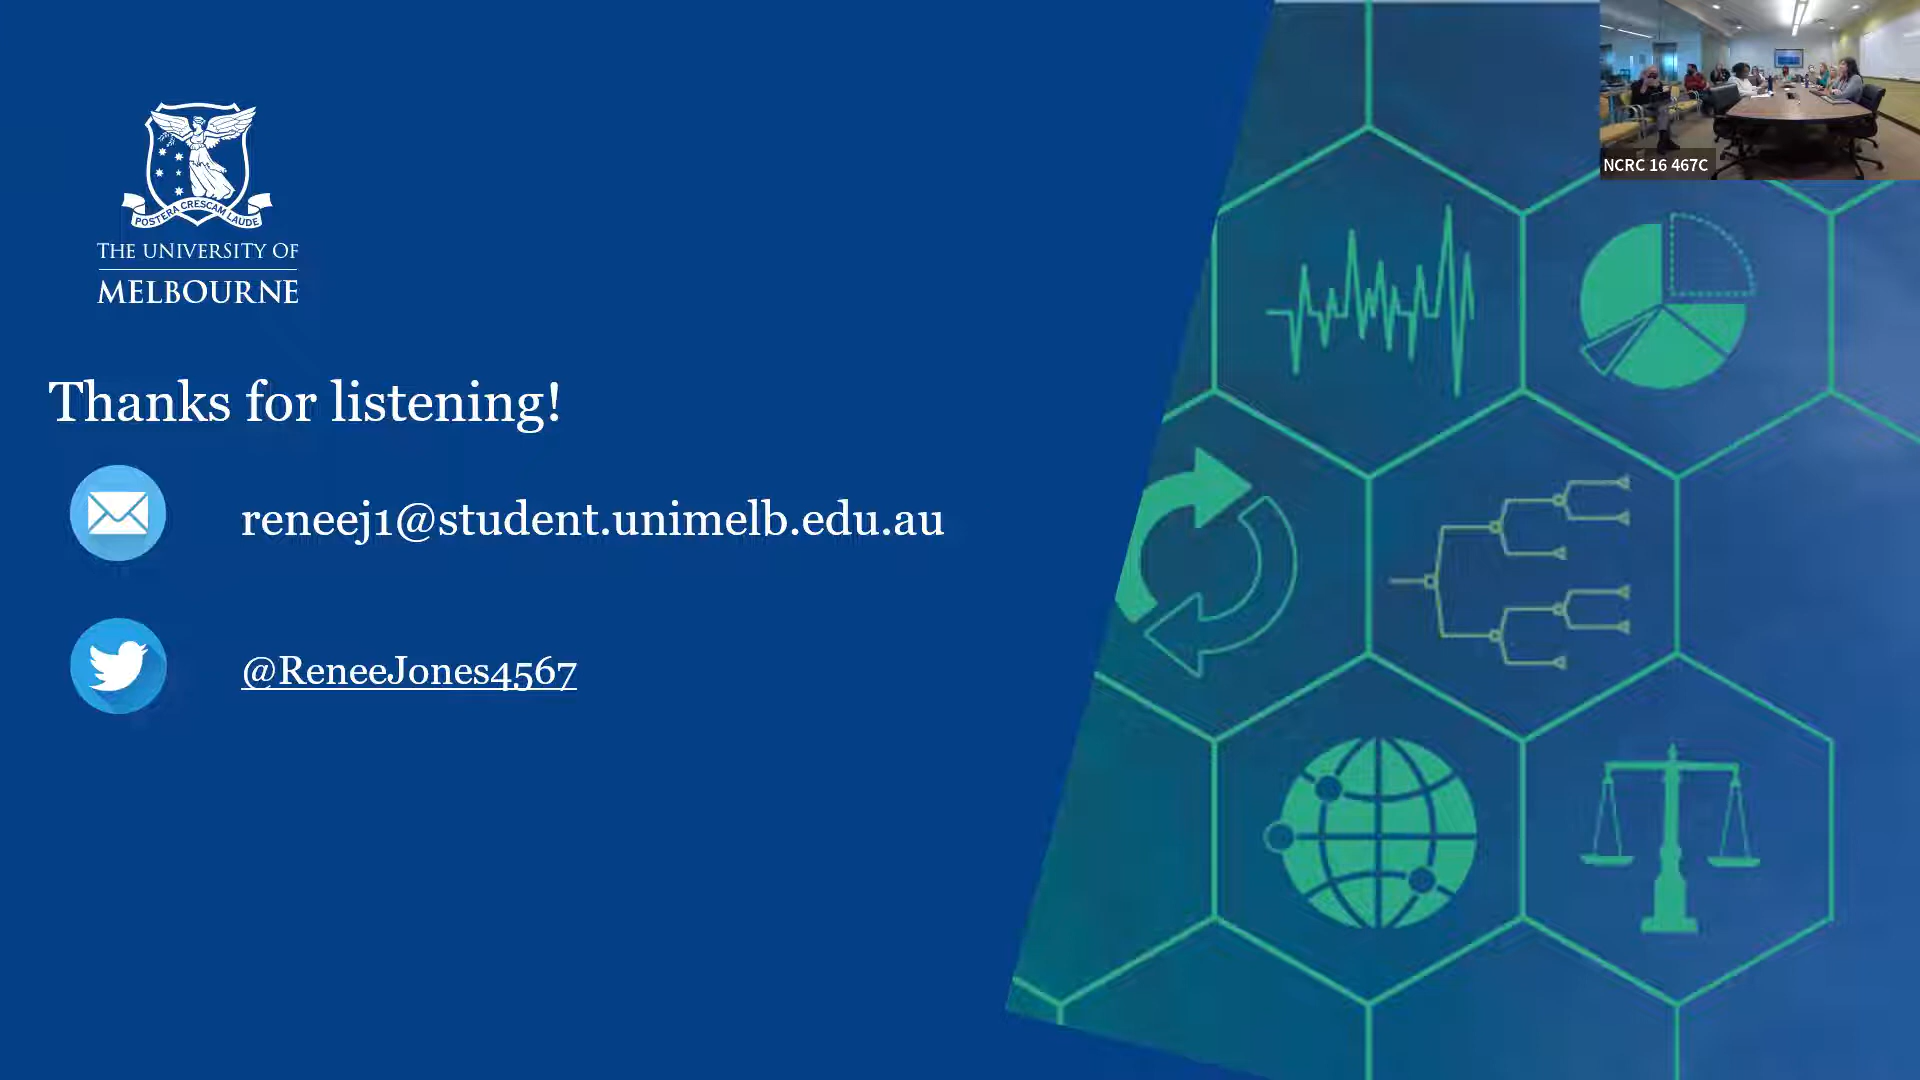 POSTERA CRESCAM LAUDE
THE UNIVERSITY OF
MELBOURNE
Thanks for listening!
reneej1@student.unimelb.edu.au
@ReneeJones4567
NCRC 16 467C